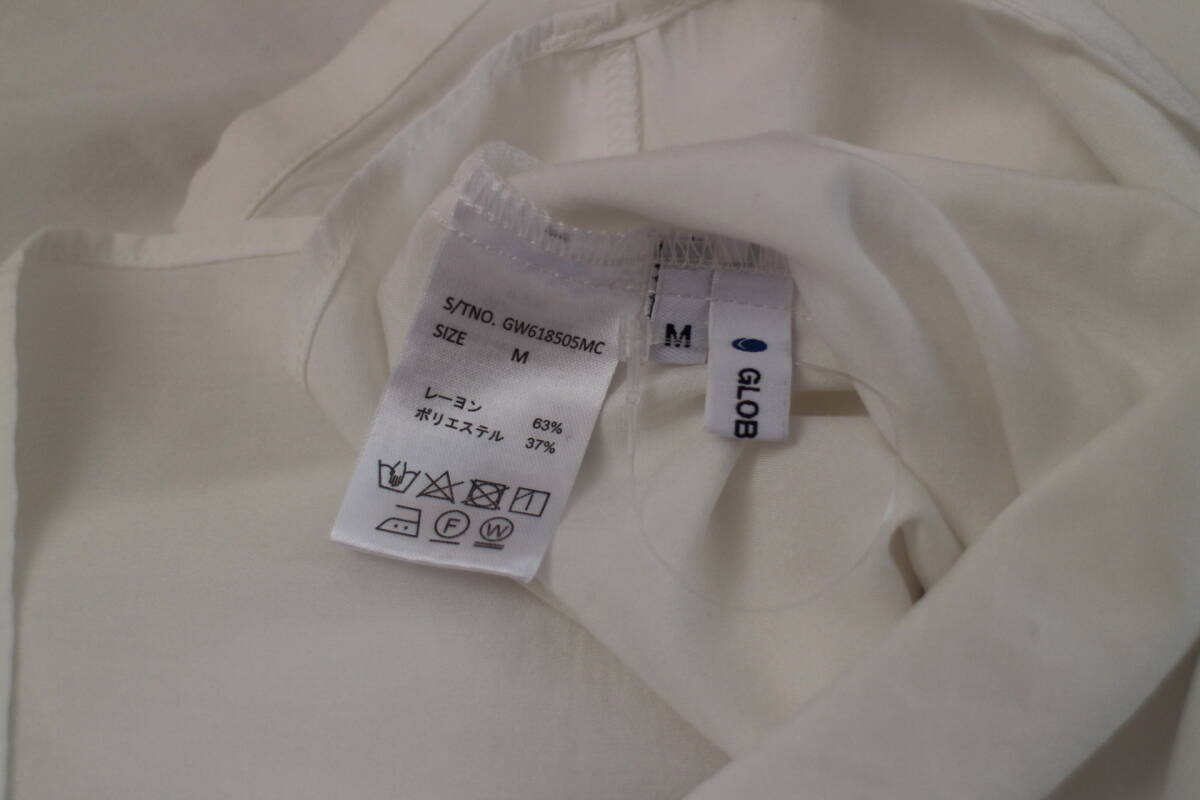 S/TNO. GW618505MC
SIZE M
レーヨン 63%
ポリエステル 37%
F W
M
GLOB